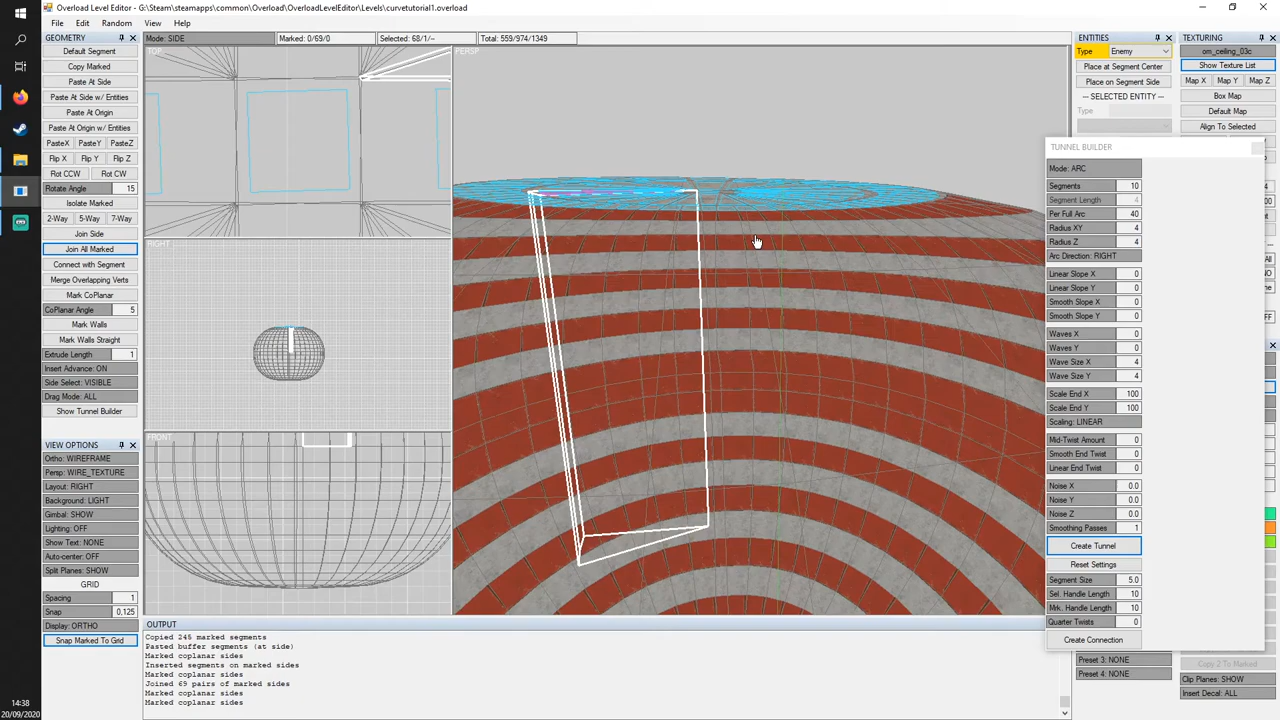 Overload Level Editor - G:\Steam\steamapps\common\Overload\OverloadLevelEditor\Levels\curvetutorial1.overload
File Edit Random View Help
GEOMETRY
Default Segment
Copy Marked
Paste At Side
Paste At Side w/ Entities
Paste At Origin
Paste At Origin w/ Entities
PasteX PasteY PasteZ
Flip X Flip Y Flip Z
Rot CCW Rot CW
Rotate Angle 15
Isolate Marked
2-Way 5-Way 7-Way
Join Side
Join All Marked
Connect with Segment
Merge Overlapping Verts
Mark CoPlanar
CoPlanar Angle 5
Mark Walls
Mark Walls Straight
Extrude Length 1
Insert Advance: ON
Side Select: VISIBLE
Drag Mode: ALL
Show Tunnel Builder
VIEW OPTIONS
Ortho: WIREFRAME
Persp: WIRE_TEXTURE
Layout: RIGHT
Background: LIGHT
Gimbal: SHOW
Lighting: OFF
Show Text: NONE
Auto-center: OFF
Split Planes: SHOW
GRID
Spacing 1
Snap 0,125
Display: ORTHO
Snap Marked To Grid
14:38
20/09/2020
Mode: SIDE Marked: 0/69/0 Selected: 68/1/-- Total: 559/974/1349
TOP
PERSP
RIGHT
FRONT
OUTPUT
Copied 245 marked segments
Pasted buffer segments (at side)
Marked coplanar sides
Inserted segments on marked sides
Joined 69 pairs of marked sides
Marked coplanar sides
Marked coplanar sides
ENTITIES
Type Enemy
Place at Segment Center
Place on Segment Side
--- SELECTED ENTITY
Type
TEXTURING
om_ceiling_03c
Show Texture List
Map X Map Y Map Z
Box Map
Default Map
Align To Selected
TUNNEL BUILDER
Mode: ARC
Segments 10
Segment Length 4
Per Full Arc 40
Radius XY 4
Radius Z 4
Arc Direction: RIGHT
Linear Slope X 0
Linear Slope Y 0
Smooth Slope X 0
Smooth Slope Y 0
Waves X 0
Waves Y 0
Wave Size X 4
Wave Size Y 4
Scale End X 100
Scale End Y 100
Scaling: LINEAR
Mid-Twist Amount 0
Smooth End Twist 0
Linear End Twist 0
Noise X 0.0
Noise Y 0.0
Noise Z 0.0
Smoothing Passes 1
Create Tunnel
Reset Settings
Segment Size 5.0
Sel. Handle Length 10
Mrk. Handle Length 10
Quarter Twists 0
Create Connection
Preset 3: NONE
Preset 4: NONE
Copy 2 To Marked
Clip Planes: SHOW
Insert Decal: ALL